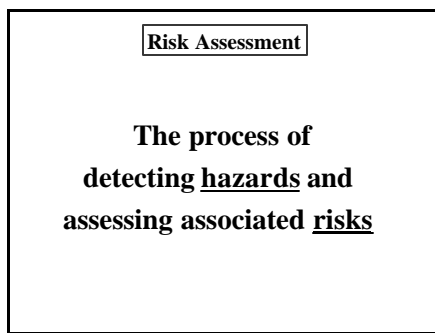 Risk Assessment
The process of
detecting hazards and
assessing associated risks